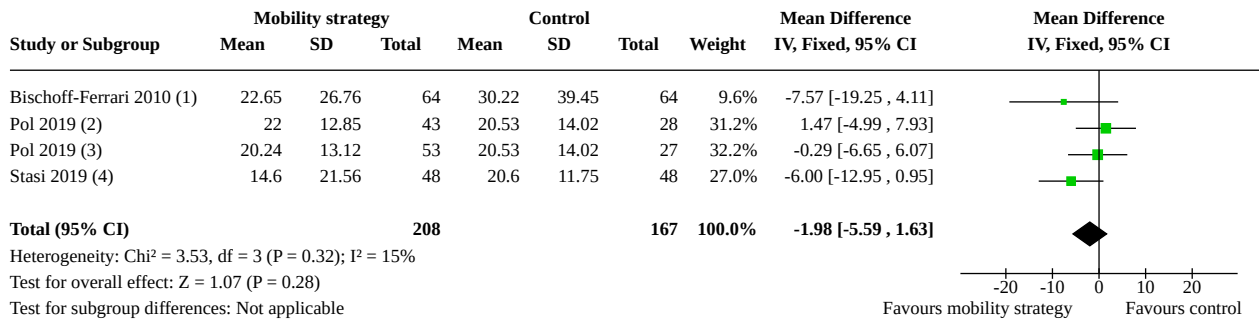 Mobility strategy Control Mean Difference Mean Difference
Study or Subgroup Mean SD Total Mean SD Total Weight IV, Fixed, 95% CI IV, Fixed, 95% CI
Bischoff-Ferrari 2010 (1) 22.65 26.76 64 30.22 39.45 64 9.6% -7.57 [-19.25 , 4.11]
Pol 2019 (2) 22 12.85 43 20.53 14.02 28 31.2% 1.47 [-4.99 , 7.93]
Pol 2019 (3) 20.24 13.12 53 20.53 14.02 27 32.2% -0.29 [-6.65 , 6.07]
Stasi 2019 (4) 14.6 21.56 48 20.6 11.75 48 27.0% -6.00 [-12.95 , 0.95]
Total (95% CI) 208 167 100.0% -1.98 [-5.59 , 1.63]
Heterogeneity: Chi² = 3.53, df = 3 (P = 0.32); I² = 15%
Test for overall effect: Z = 1.07 (P = 0.28)
-20 -10 0 10 20
Test for subgroup differences: Not applicable
Favours mobility strategy Favours control